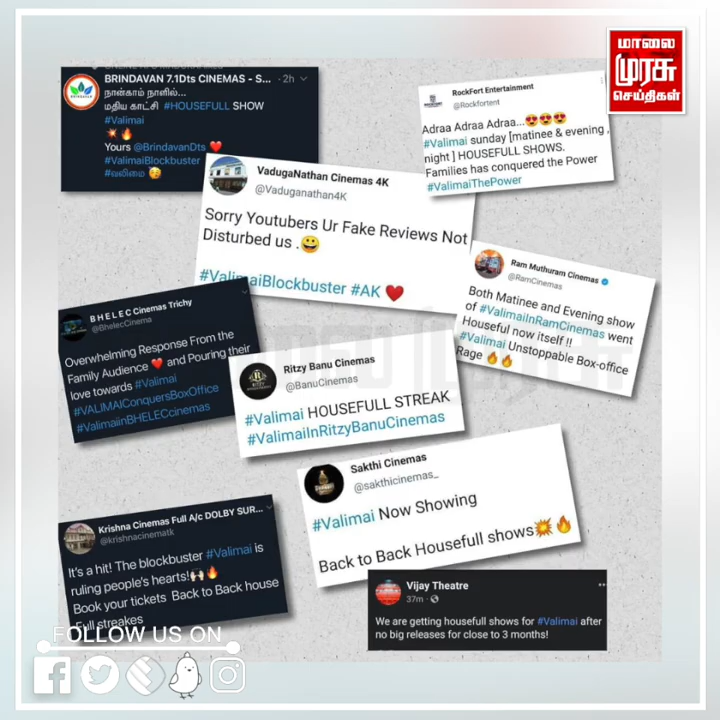 மாலை
முரசு
செய்திகள்
BRINDAVAN 7.1Dts CINEMAS - S... · 2h
நான்காம் நாளில்...
மதிய காட்சி #HOUSEFULL SHOW
#Valimai
💥🔥
Yours @BrindavanDts ❤️
#ValimaiBlockbuster
#வலிமை 🥳
RockFort Entertainment
@Rockfortent
Adraa Adraa Adraa...😍😍😍
#Valimai sunday [matinee & evening ,
night ] HOUSEFULL SHOWS.
Families has conquered the Power
#ValimaiThePower
VadugaNathan Cinemas 4K
@Vaduganathan4K
Sorry Youtubers Ur Fake Reviews Not
Disturbed us .😀
#ValimaiBlockbuster #AK ❤️
Ram Muthuram Cinemas
@RamCinemas
Both Matinee and Evening show
of #ValimaiInRamCinemas went
Houseful now itself !!
#Valimai Unstoppable Box-office
Rage 🔥🔥
B H E L E C Cinemas Trichy
@BhelecCinema
Overwhelming Response From the
Family Audience ❤️ and Pouring their
love towards #Valimai
#VALIMAIConquersBoxOffice
#ValimaiinBHELECcinemas
Ritzy Banu Cinemas
@BanuCinemas
#Valimai HOUSEFULL STREAK
#ValimaiInRitzyBanuCinemas
Sakthi Cinemas
@sakthicinemas_
#Valimai Now Showing
Back to Back Housefull shows💥🔥
Krishna Cinemas Full A/c DOLBY SUR...
@krishnacinematk
It's a hit! The blockbuster #Valimai is
ruling people's hearts!🙌🏻🔥
Book your tickets Back to Back house
Full streakes
Vijay Theatre
37m ·
We are getting housefull shows for #Valimai after
no big releases for close to 3 months!
FOLLOW US ON